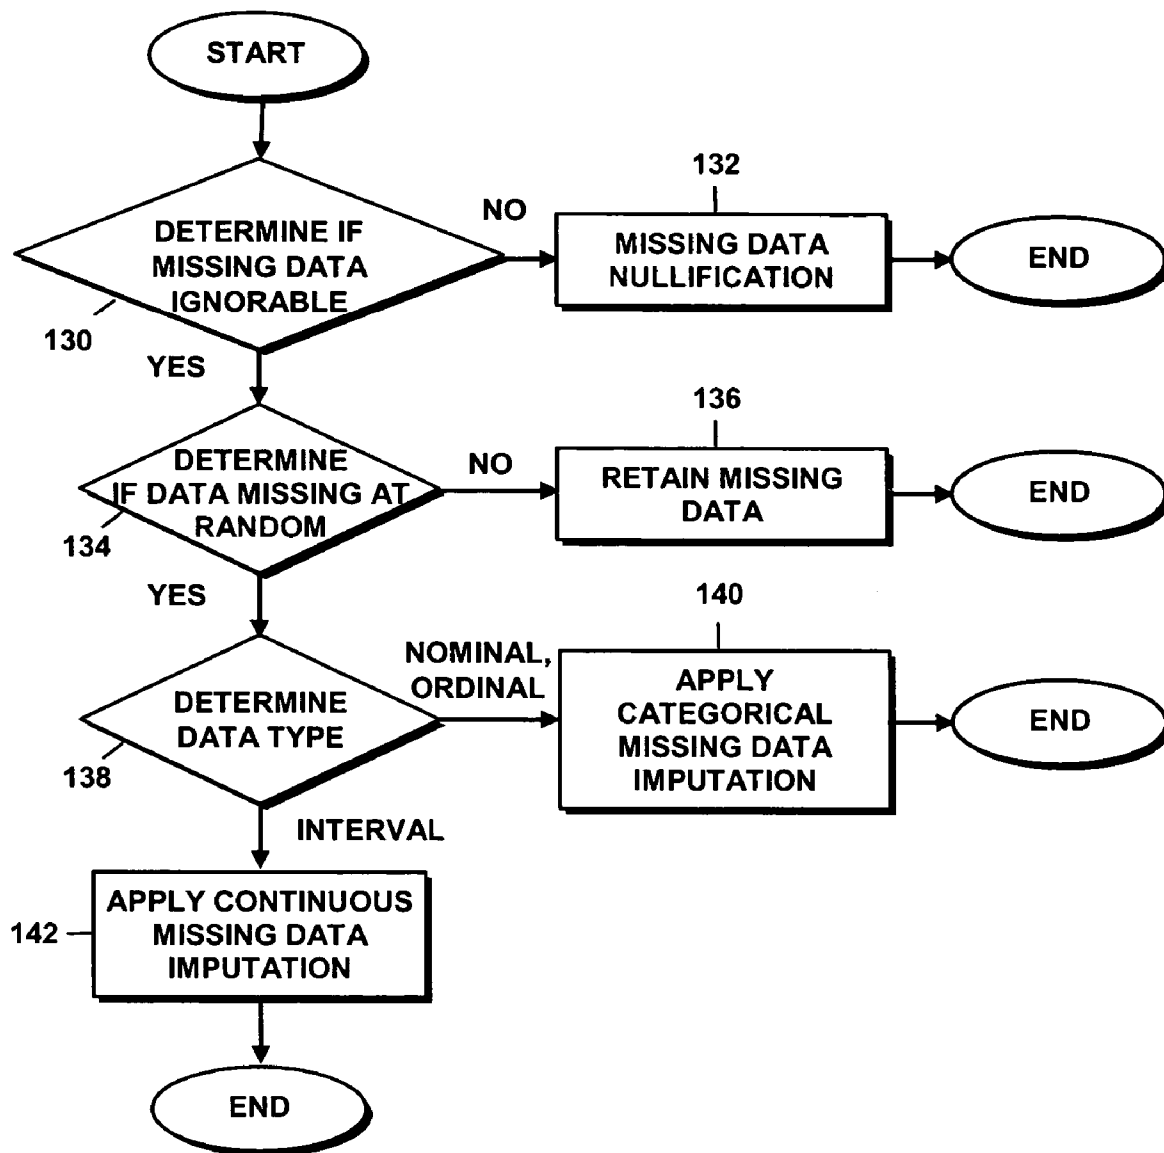 START
132
NO
DETERMINE IF
MISSING DATA
IGNORABLE
MISSING DATA
NULLIFICATION
END
130
YES
136
DETERMINE
IF DATA MISSING AT
RANDOM
NO
RETAIN MISSING
DATA
END
134
YES
140
NOMINAL,
ORDINAL
DETERMINE
DATA TYPE
APPLY
CATEGORICAL
MISSING DATA
IMPUTATION
END
138
INTERVAL
APPLY CONTINUOUS
MISSING DATA
IMPUTATION
142
END